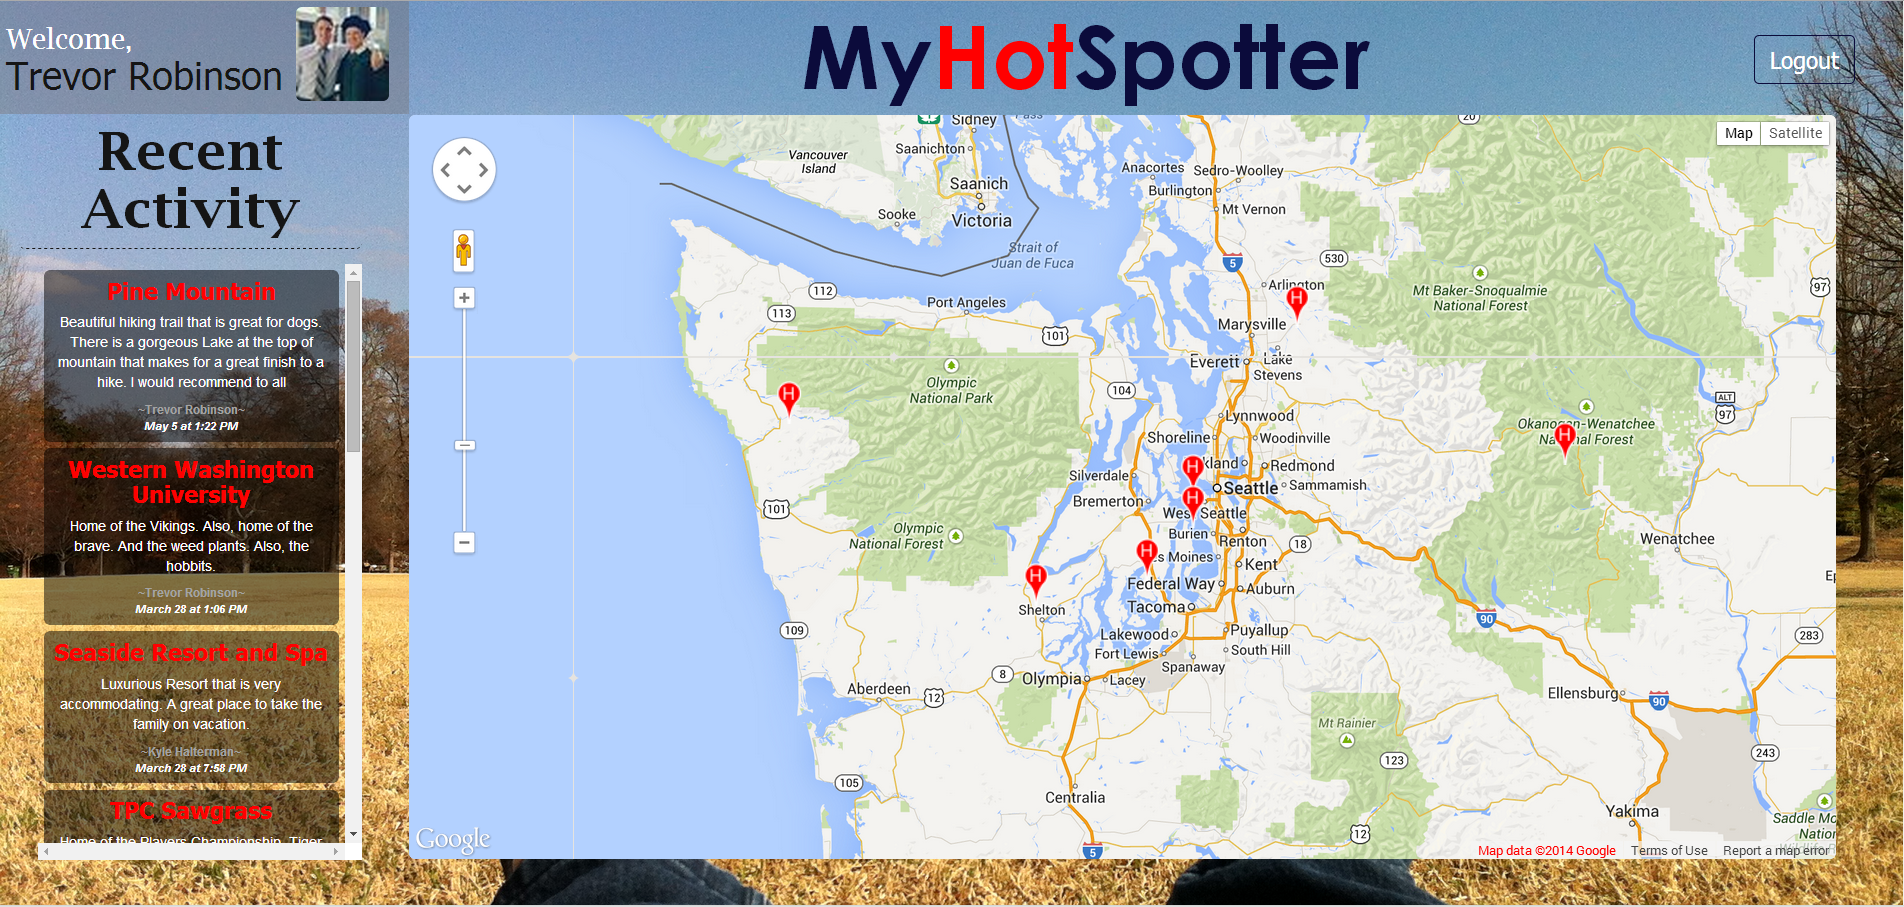 Welcome,
Trevor Robinson
MyHotSpotter
Logout
Recent
Activity
Pine Mountain
Beautiful hiking trail that is great for dogs.
There is a gorgeous Lake at the top of
mountain that makes for a great finish to a
hike. I would recommend to all
~Trevor Robinson~
May 5 at 1:22 PM
Western Washington
University
Home of the Vikings. Also, home of the
brave. And the weed plants. Also, the
hobbits.
~Trevor Robinson~
March 28 at 1:06 PM
Seaside Resort and Spa
Luxurious Resort that is very
accommodating. A great place to take the
family on vacation.
~Kyle Halterman~
March 28 at 7:58 PM
TPC Sawgrass
Home of the Players Championship. Tiger
Map
Satellite
Sidney
Pass
20
Saanichton
Vancouver
Island
Saanich
Sooke
Victoria
Anacortes
Sedro-Woolley
Burlington
Mt Vernon
Strait of
Juan de Fuca
5
530
Arlington
H
Mt Baker-Snoqualmie
National Forest
97
112
Port Angeles
113
101
Marysville
Everett
Lake
Stevens
Olympic
National Park
104
H
ALT
97
Lynnwood
Okanogan-Wenatchee
National Forest
H
Shoreline
Woodinville
H
kland
Redmond
Silverdale
Seattle
Sammamish
Bremerton
H
West Seattle
101
Olympic
National Forest
Burien
Renton
18
Wenatchee
H
es Moines
Kent
H
Federal Way
Auburn
Ep
Shelton
Tacoma
90
109
Lakewood
Puyallup
283
Fort Lewis
South Hill
Spanaway
8
Olympia
Lacey
Aberdeen
12
Ellensburg
90
Mt Rainier
123
243
105
Centralia
Yakima
Saddle Mo
Natio
12
5
Google
Map data ©2014 Google
Terms of Use
Report a map error